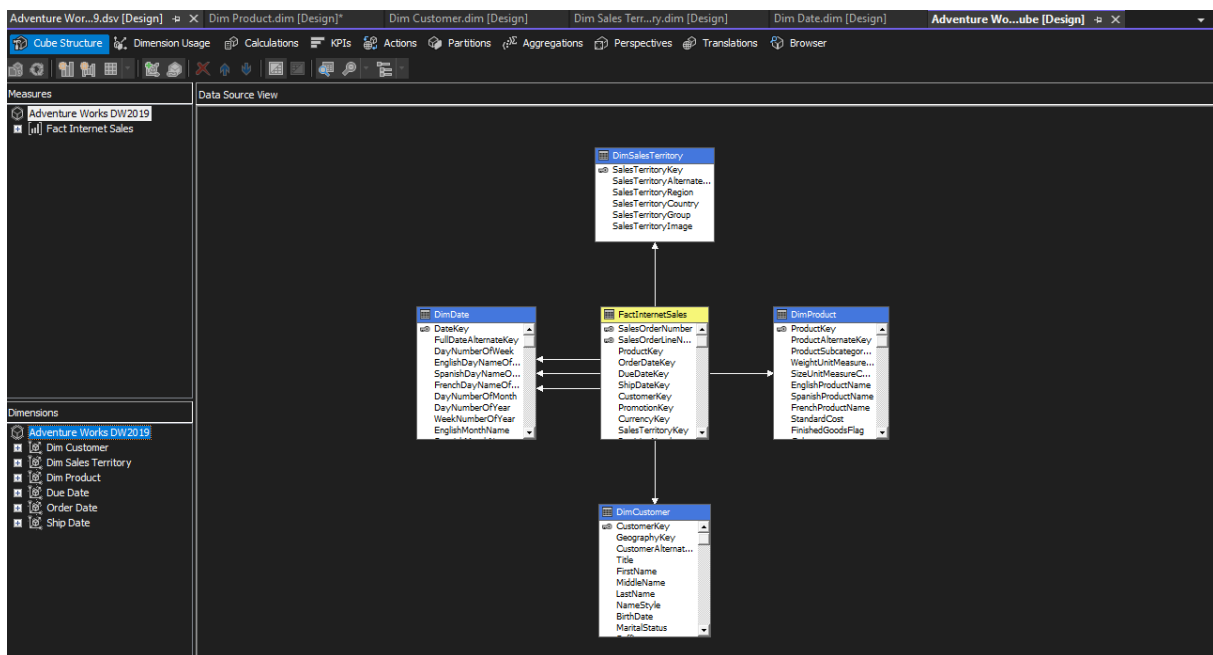 Adventure Wor...9.dsv [Design] Dim Product.dim [Design]* Dim Customer.dim [Design] Dim Sales Terr...ry.dim [Design] Dim Date.dim [Design] Adventure Wo...ube [Design]
Cube Structure Dimension Usage Calculations KPIs Actions Partitions Aggregations Perspectives Translations Browser
Measures
Adventure Works DW2019
Fact Internet Sales
Dimensions
Adventure Works DW2019
Dim Customer
Dim Sales Territory
Dim Product
Due Date
Order Date
Ship Date
Data Source View
DimSalesTerritory
SalesTerritoryKey
SalesTerritoryAlternate...
SalesTerritoryRegion
SalesTerritoryCountry
SalesTerritoryGroup
SalesTerritoryImage
DimDate
DateKey
FullDateAlternateKey
DayNumberOfWeek
EnglishDayNameOf...
SpanishDayNameO...
FrenchDayNameOf...
DayNumberOfMonth
DayNumberOfYear
WeekNumberOfYear
EnglishMonthName
FactInternetSales
SalesOrderNumber
SalesOrderLineN...
ProductKey
OrderDateKey
DueDateKey
ShipDateKey
CustomerKey
PromotionKey
CurrencyKey
SalesTerritoryKey
DimProduct
ProductKey
ProductAlternateKey
ProductSubcategor...
WeightUnitMeasure...
SizeUnitMeasureC...
EnglishProductName
SpanishProductName
FrenchProductName
StandardCost
FinishedGoodsFlag
DimCustomer
CustomerKey
GeographyKey
CustomerAlternat...
Title
FirstName
MiddleName
LastName
NameStyle
BirthDate
MaritalStatus